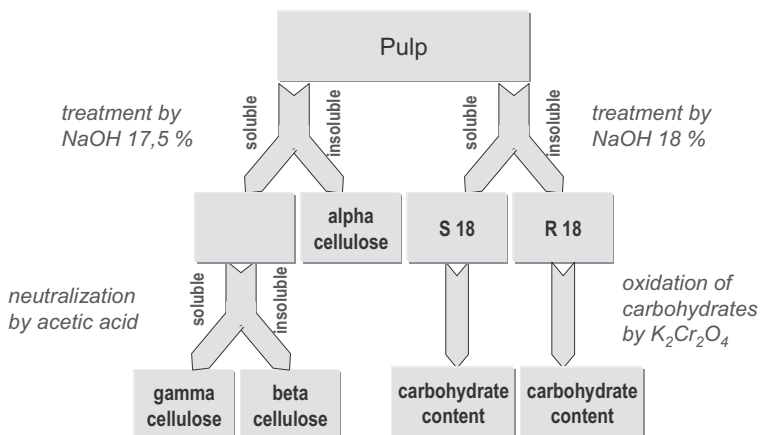 Pulp
treatment by
NaOH 17,5 %
soluble
insoluble
soluble
insoluble
treatment by
NaOH 18 %
alpha
cellulose
S 18
R 18
neutralization
by acetic acid
soluble
insoluble
oxidation of
carbohydrates
by K₂Cr₂O₄
gamma
cellulose
beta
cellulose
carbohydrate
content
carbohydrate
content